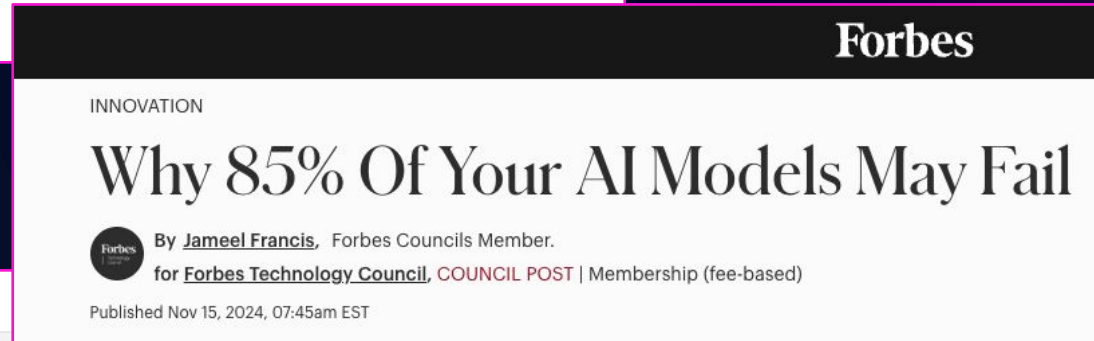 Forbes
INNOVATION
Why 85% Of Your AI Models May Fail
Forbes
By Jameel Francis, Forbes Councils Member.
for Forbes Technology Council, COUNCIL POST | Membership (fee-based)
Published Nov 15, 2024, 07:45am EST